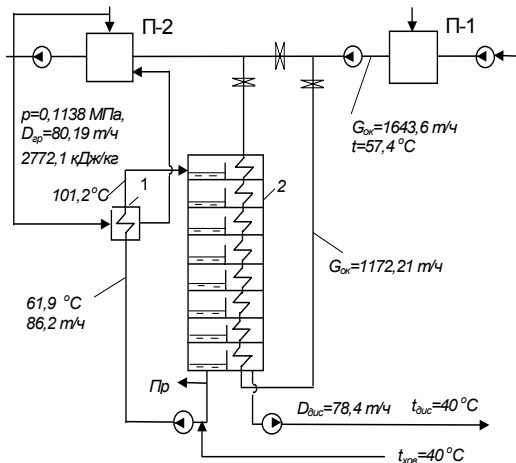 П-2
П-1
p=0,1138 МПа,
Dгр=80,19 т/ч
2772,1 кДж/кг
Gок=1643,6 т/ч
t=57,4 °С
101,2°С
1
2
Gок=1172,21 т/ч
61,9 °С
86,2 т/ч
Пр
Dдис=78,4 т/ч
tдис=40°С
tхов=40°С